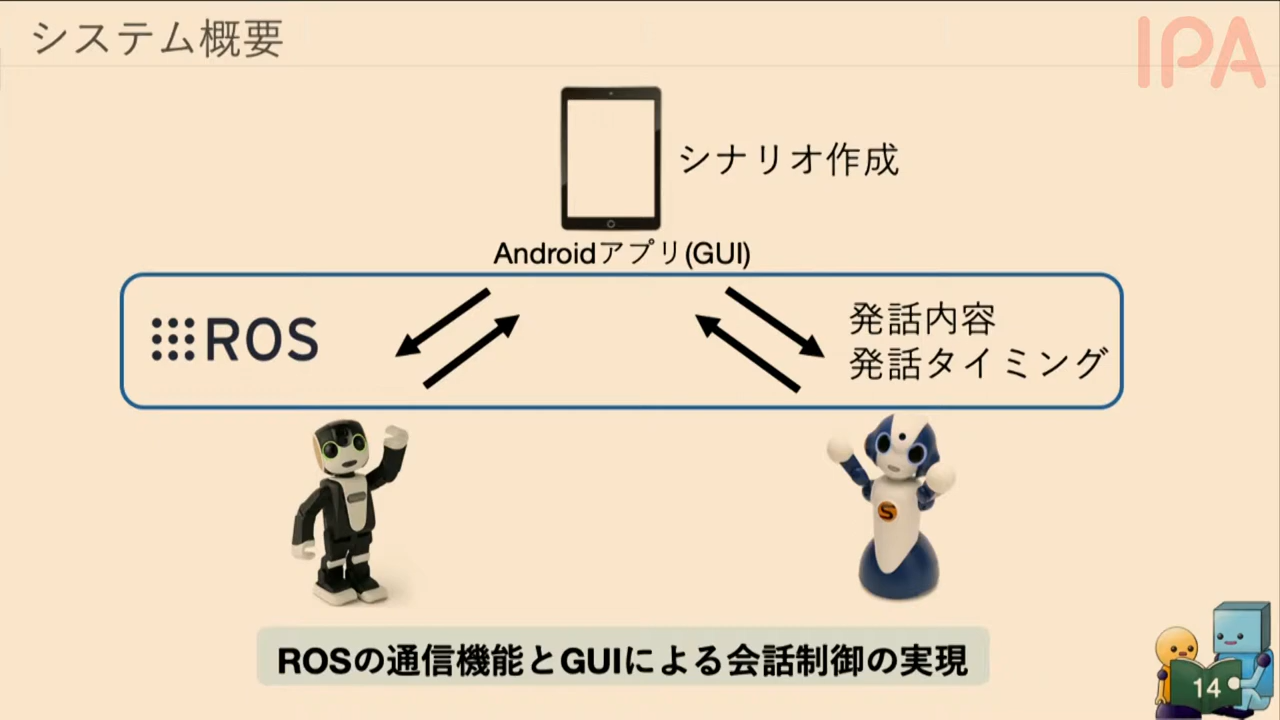 システム概要
IPA
シナリオ作成
Androidアプリ(GUI)
ROS
発話内容
発話タイミング
S
ROSの通信機能とGUIによる会話制御の実現
14